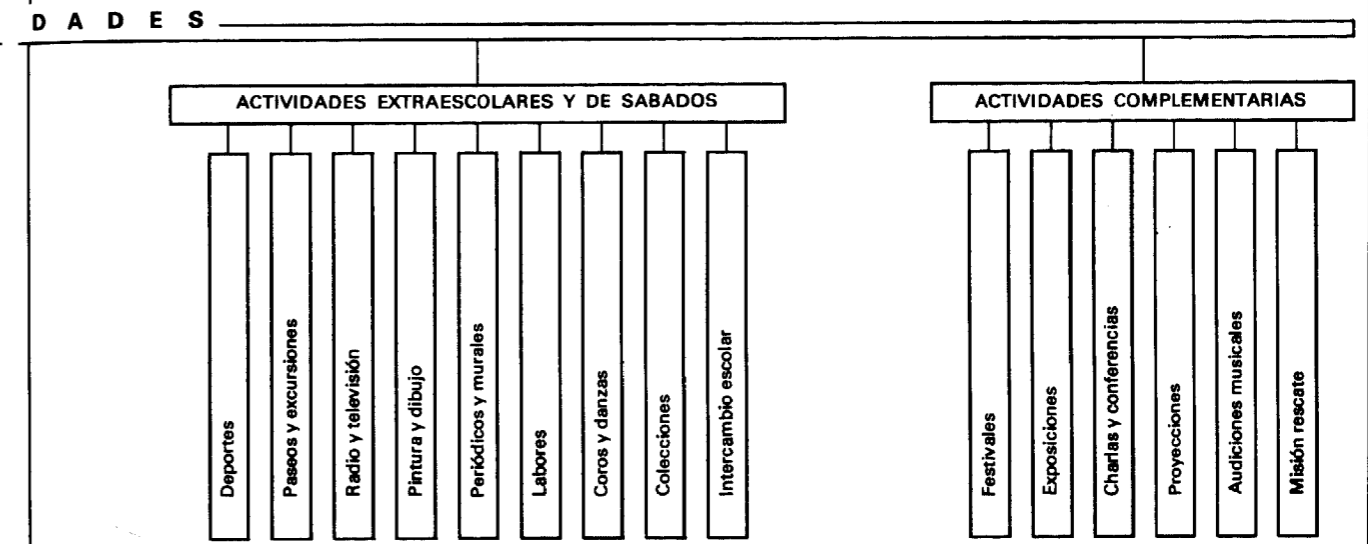 D A D E S
ACTIVIDADES EXTRAESCOLARES Y DE SABADOS
Deportes
Paseos y excursiones
Radio y televisión
Pintura y dibujo
Periódicos y murales
Labores
Coros y danzas
Colecciones
Intercambio escolar
ACTIVIDADES COMPLEMENTARIAS
Festivales
Exposiciones
Charlas y conferencias
Proyecciones
Audiciones musicales
Misión rescate